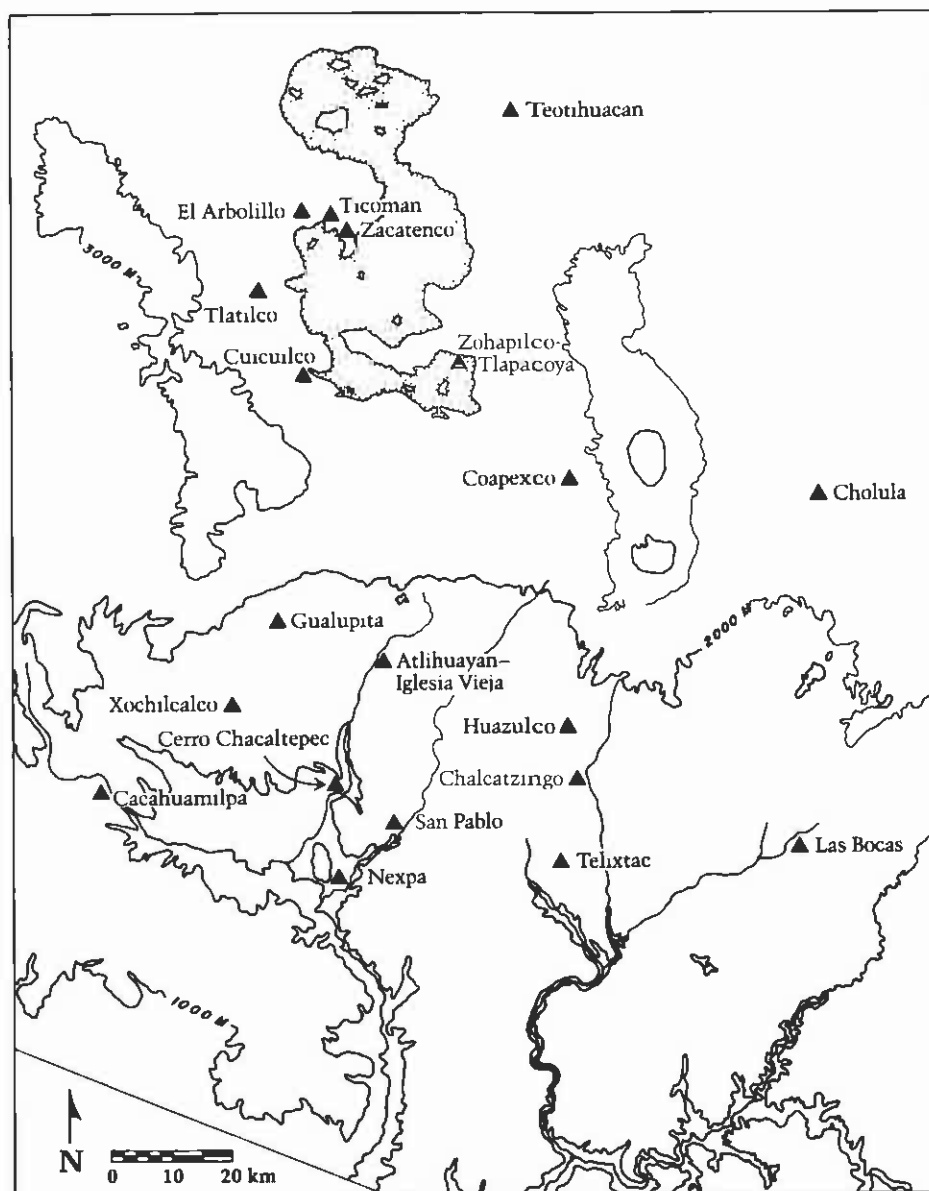 Teotihuacan
El Arbolillo
Ticoman
Zacatenco
3000 M
Tlatilco
Zohapilco-
Tlapacoya
Cuicuilco
Coapexco
Cholula
Gualupita
2000 M
Atlihuayan–
Iglesia Vieja
Xochilcalco
Huazulco
Cerro Chacaltepec
Chalcatzingo
Cacahuamilpa
San Pablo
Las Bocas
Telixtac
Nexpa
1000 M
N
0 10 20 km